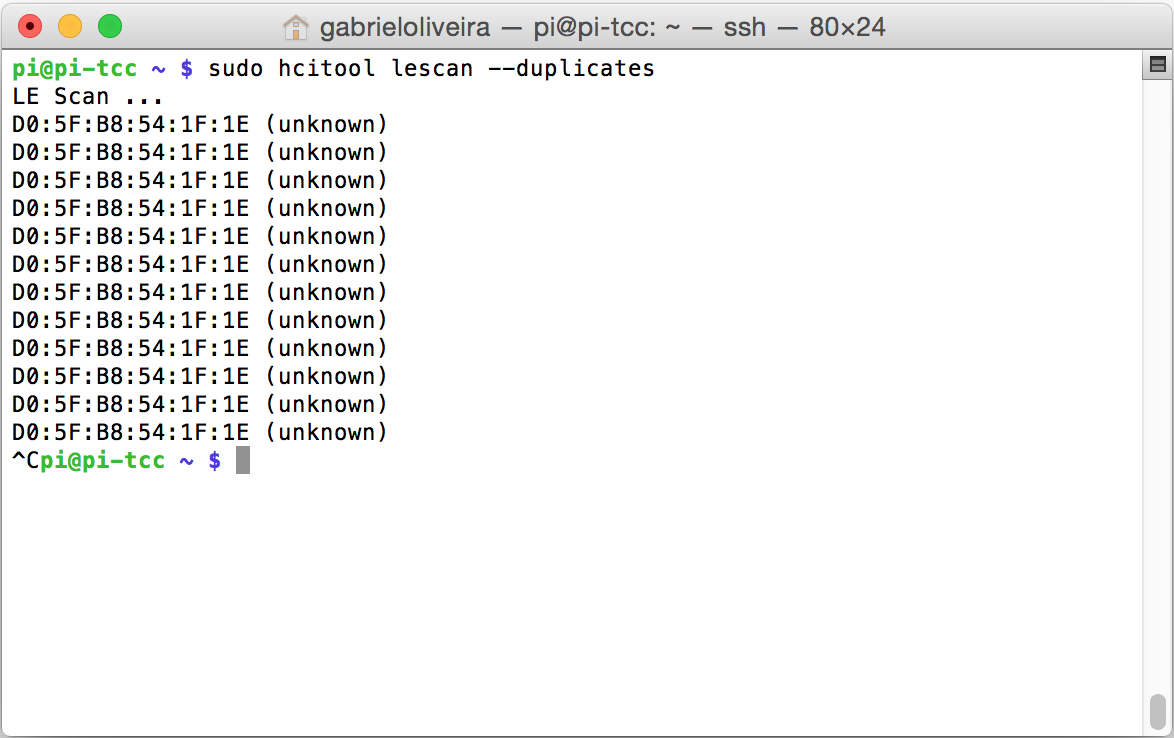 gabrieloliveira — pi@pi-tcc: ~ — ssh — 80×24
pi@pi-tcc ~ $ sudo hcitool lescan --duplicates
LE Scan ...
D0:5F:B8:54:1F:1E (unknown)
D0:5F:B8:54:1F:1E (unknown)
D0:5F:B8:54:1F:1E (unknown)
D0:5F:B8:54:1F:1E (unknown)
D0:5F:B8:54:1F:1E (unknown)
D0:5F:B8:54:1F:1E (unknown)
D0:5F:B8:54:1F:1E (unknown)
D0:5F:B8:54:1F:1E (unknown)
D0:5F:B8:54:1F:1E (unknown)
D0:5F:B8:54:1F:1E (unknown)
D0:5F:B8:54:1F:1E (unknown)
D0:5F:B8:54:1F:1E (unknown)
^Cpi@pi-tcc ~ $